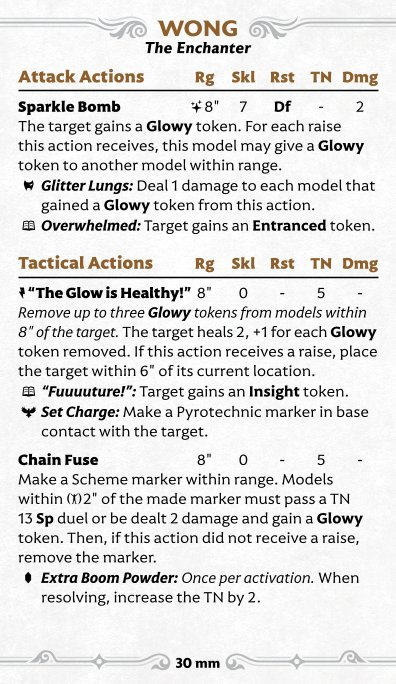 WONG
The Enchanter
Attack Actions Rg Skl Rst TN Dmg
Sparkle Bomb 8" 7 Df - 2
The target gains a Glowy token. For each raise
this action receives, this model may give a Glowy
token to another model within range.
Glitter Lungs: Deal 1 damage to each model that
gained a Glowy token from this action.
Overwhelmed: Target gains an Entranced token.
Tactical Actions Rg Skl Rst TN Dmg
“The Glow is Healthy!” 8" 0 - 5 -
Remove up to three Glowy tokens from models within
8" of the target. The target heals 2, +1 for each Glowy
token removed. If this action receives a raise, place
the target within 6" of its current location.
“Fuuuuture!”: Target gains an Insight token.
Set Charge: Make a Pyrotechnic marker in base
contact with the target.
Chain Fuse 8" 0 - 5 -
Make a Scheme marker within range. Models
within 2" of the made marker must pass a TN
13 Sp duel or be dealt 2 damage and gain a Glowy
token. Then, if this action did not receive a raise,
remove the marker.
Extra Boom Powder: Once per activation. When
resolving, increase the TN by 2.
30 mm